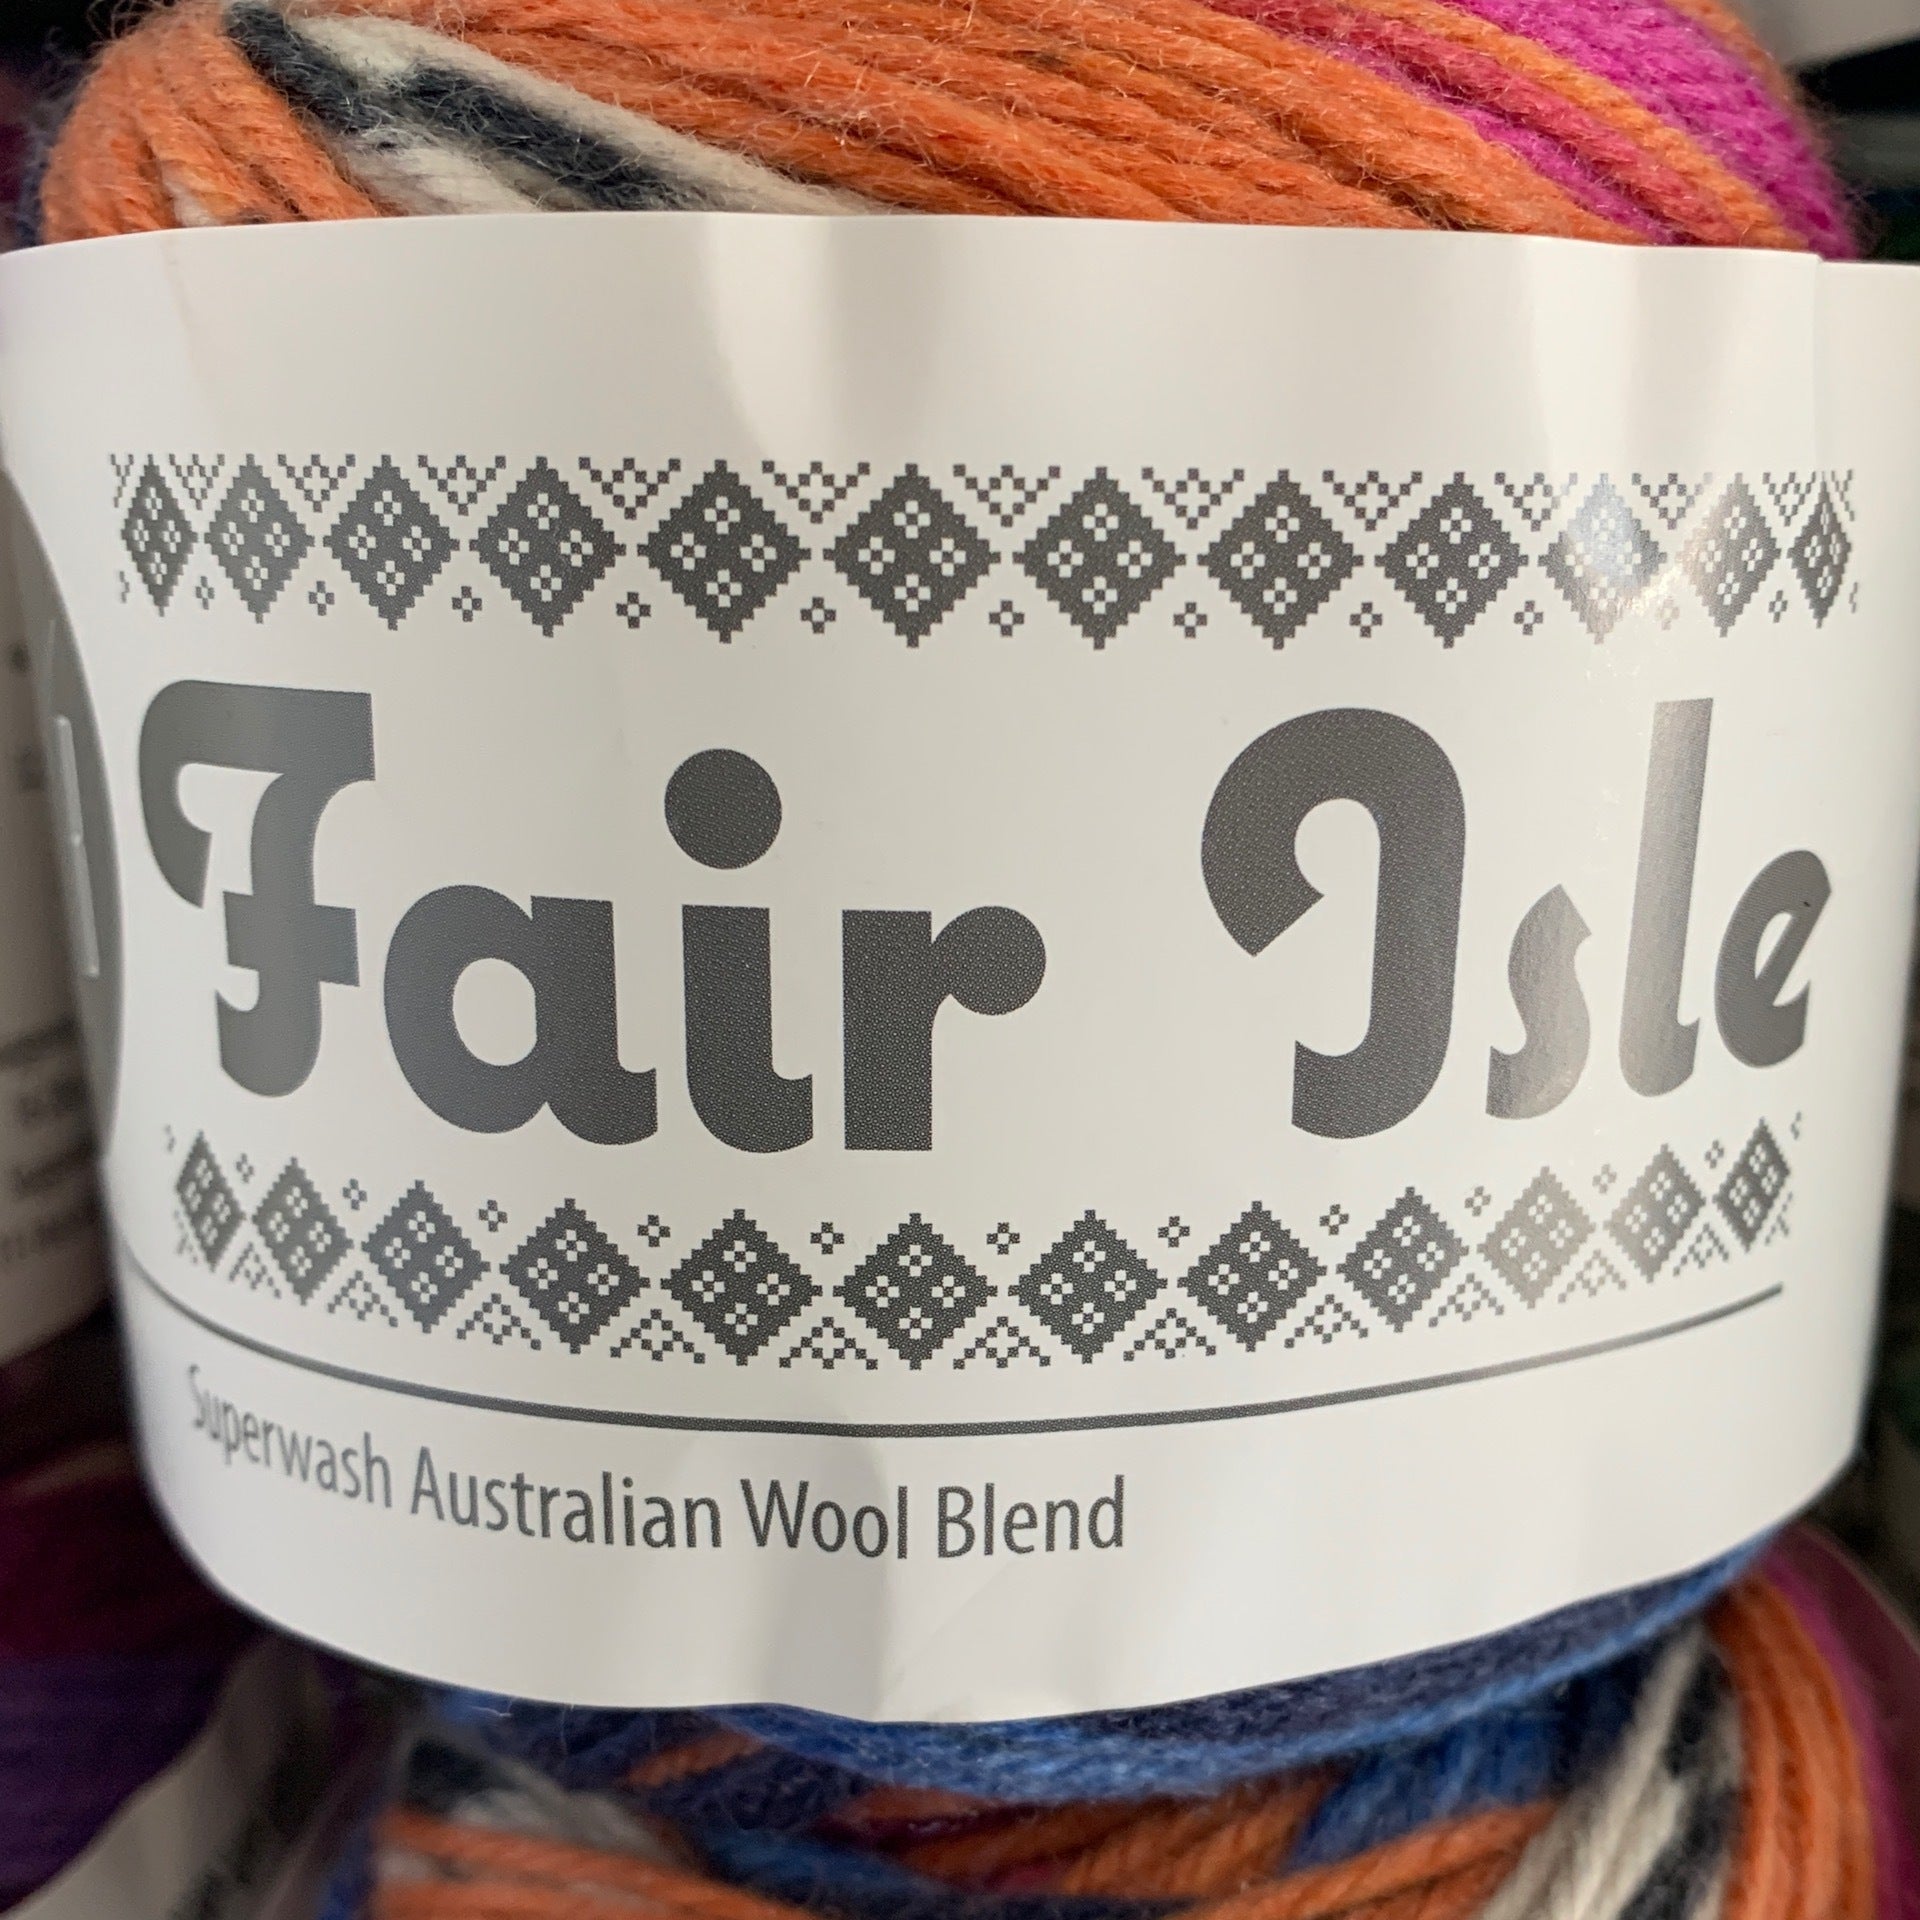 Fair Isle
Superwash Australian Wool Blend